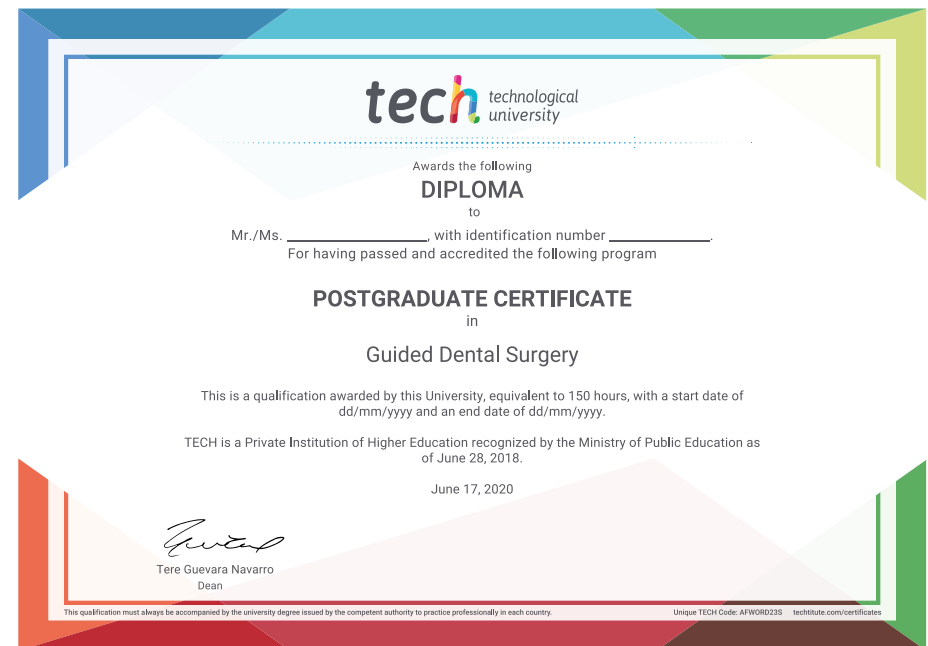 tech technological
university
Awards the following
DIPLOMA
to
Mr./Ms. ____________________, with identification number ______________.
For having passed and accredited the following program
POSTGRADUATE CERTIFICATE
in
Guided Dental Surgery
This is a qualification awarded by this University, equivalent to 150 hours, with a start date of
dd/mm/yyyy and an end date of dd/mm/yyyy.
TECH is a Private Institution of Higher Education recognized by the Ministry of Public Education as
of June 28, 2018.
June 17, 2020
Tere Guevara Navarro
Dean
This qualification must always be accompanied by the university degree issued by the competent authority to practice professionally in each country. Unique TECH Code: AFWORD23S techtitute.com/certificates